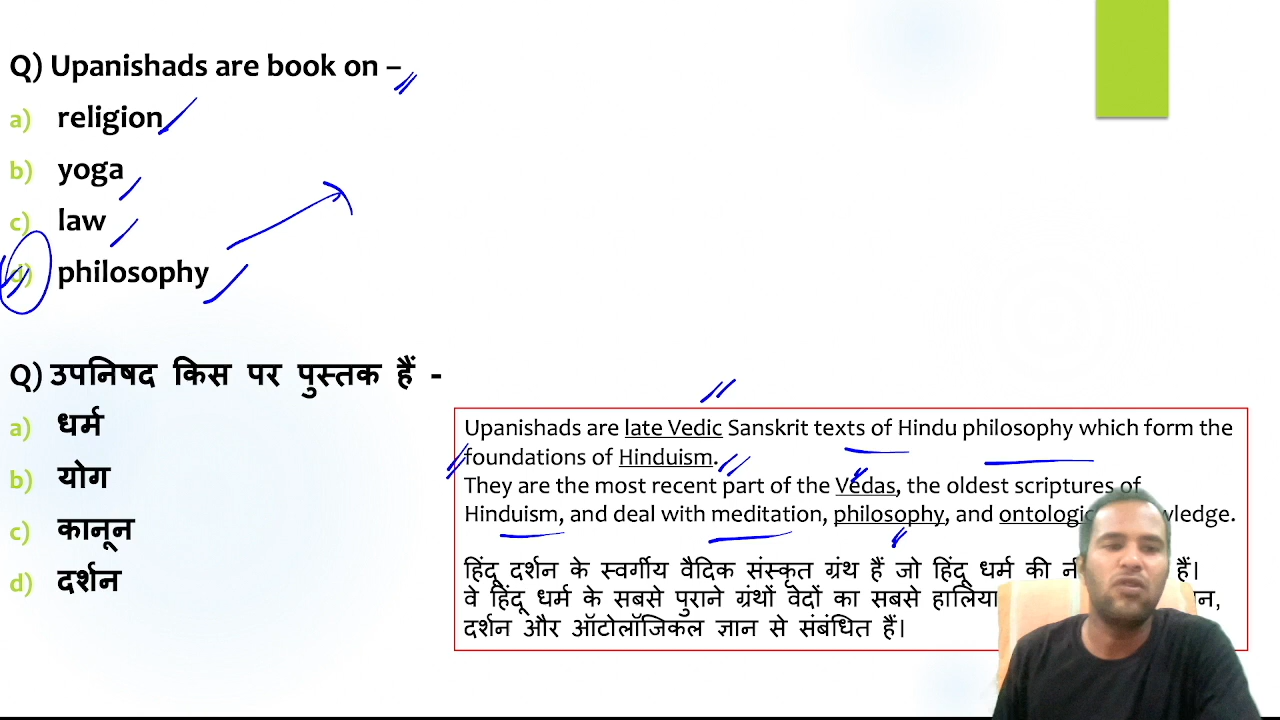 Q) Upanishads are book on –
a) religion
b) yoga
c) law
d) philosophy
Q) उपनिषद किस पर पुस्तक हैं -
a) धर्म
b) योग
c) कानून
d) दर्शन
Upanishads are late Vedic Sanskrit texts of Hindu philosophy which form the
foundations of Hinduism.
They are the most recent part of the Vedas, the oldest scriptures of
Hinduism, and deal with meditation, philosophy, and
हिंदू दर्शन के स्वर्गीय वैदिक संस्कृत ग्रंथ हैं जो हिंदू धर्म की हैं।
वे हिंदू धर्म के सबसे पुराने ग्रंथों वेदों का सबसे
दर्शन और ऑटोलॉजिकल ज्ञान से संबंधित हैं।